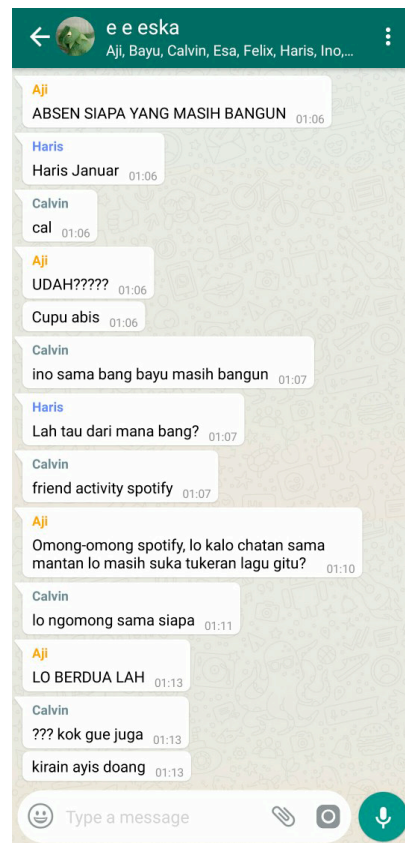 e e eska
Aji, Bayu, Calvin, Esa, Felix, Haris, Ino,...
Aji
ABSEN SIAPA YANG MASIH BANGUN 01:06
Haris
Haris Januar 01:06
Calvin
cal 01:06
Aji
UDAH????? 01:06
Cupu abis 01:06
Calvin
ino sama bang bayu masih bangun 01:07
Haris
Lah tau dari mana bang? 01:07
Calvin
friend activity spotify 01:07
Aji
Omong-omong spotify, lo kalo chatan sama
mantan lo masih suka tukeran lagu gitu? 01:10
Calvin
lo ngomong sama siapa 01:11
Aji
LO BERDUA LAH 01:13
Calvin
??? kok gue juga 01:13
kirain ayis doang 01:13
Type a message